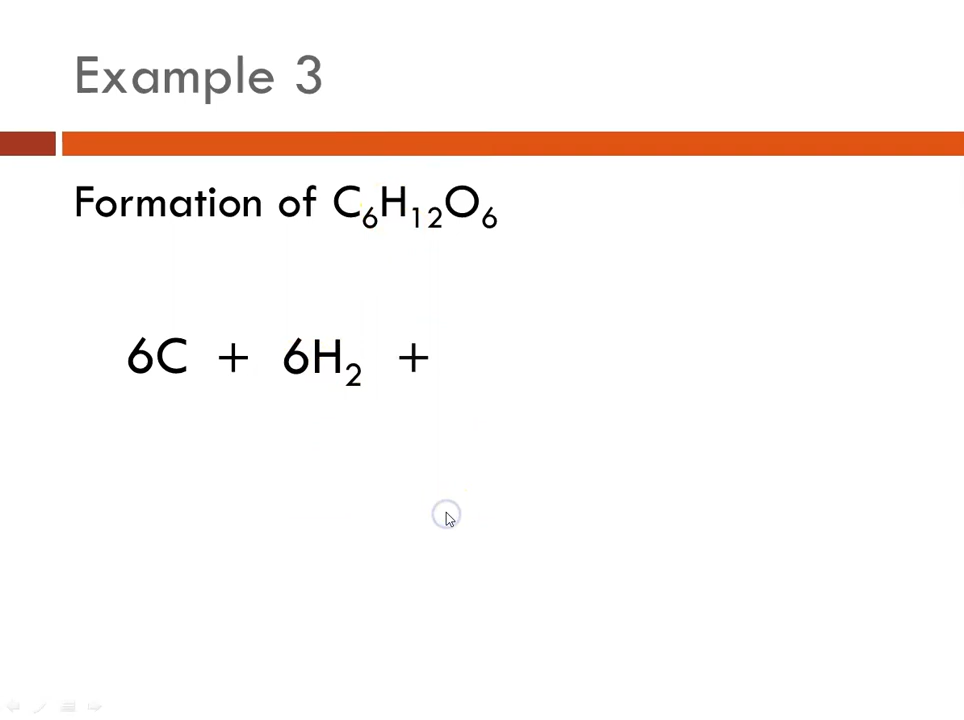 Example 3
Formation of C₆H₁₂O₆
6C + 6H₂ +